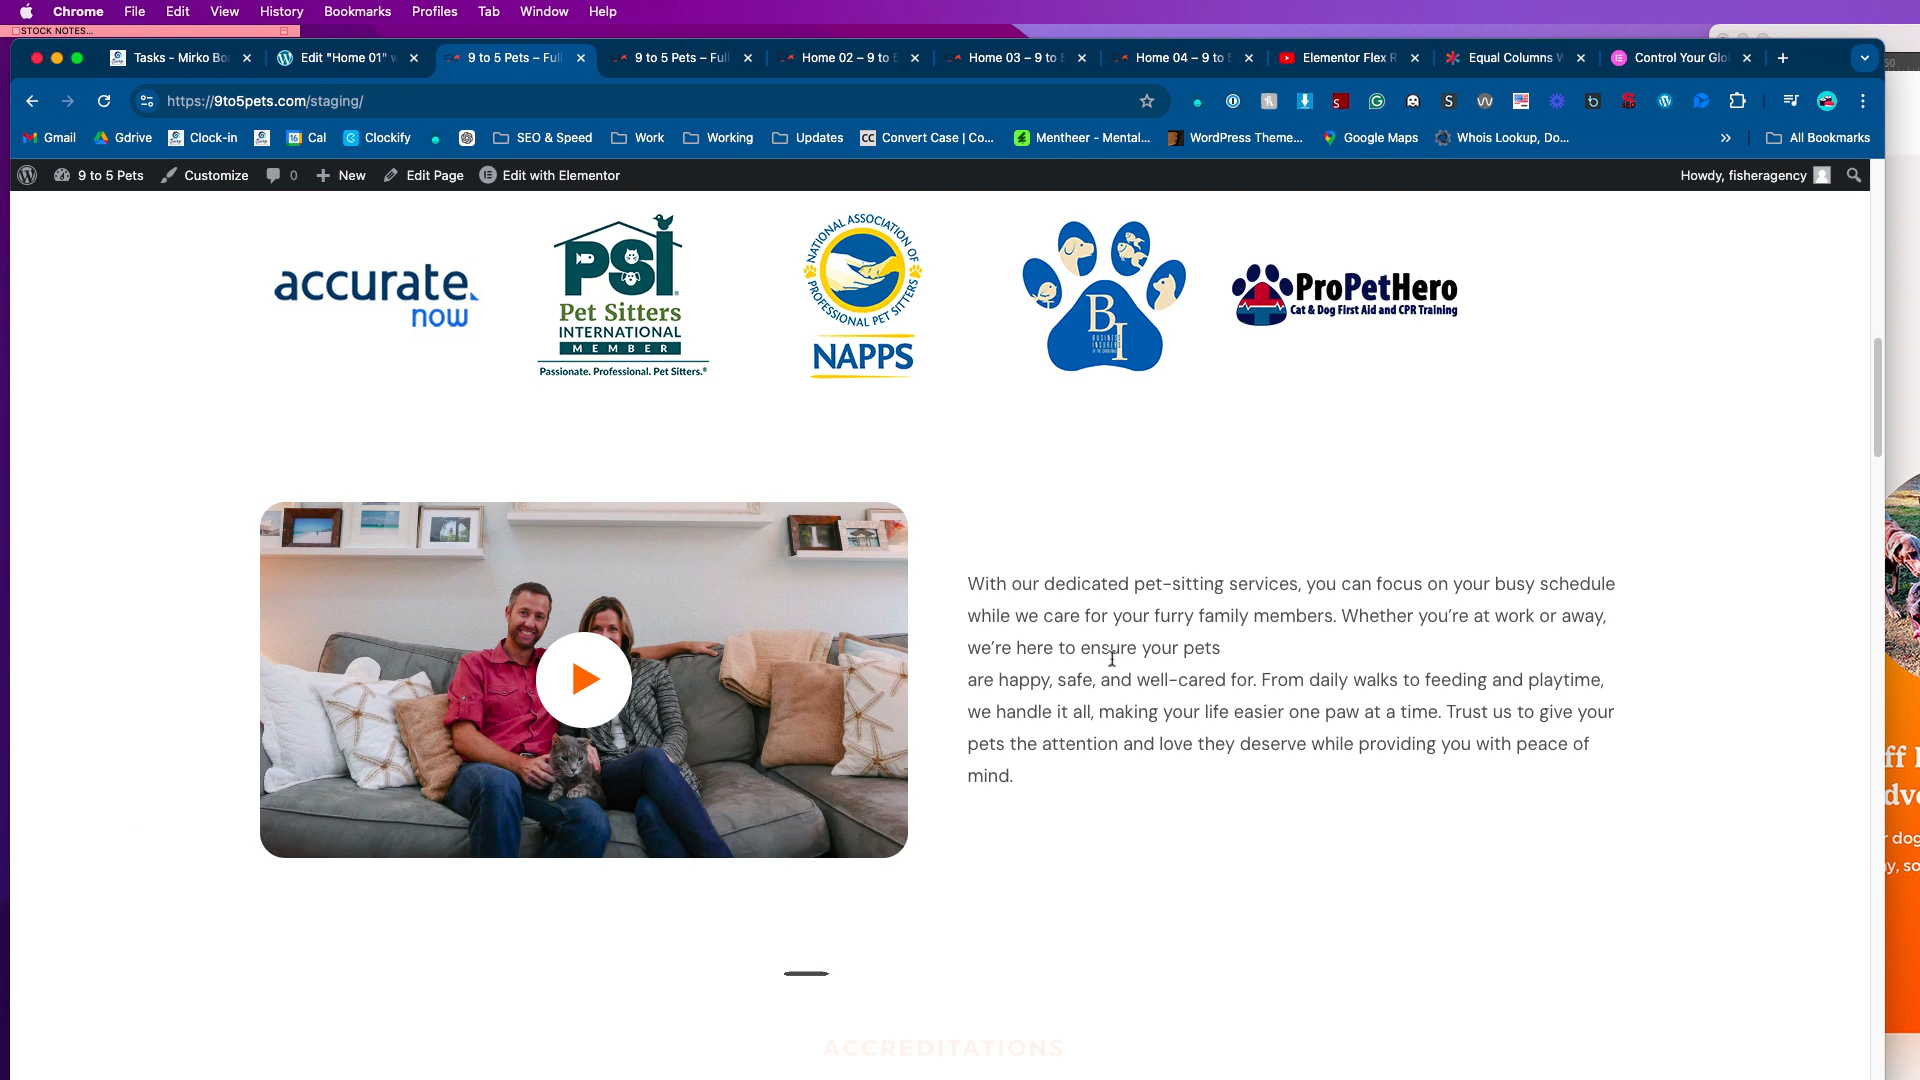 Chrome File Edit View History Bookmarks Profiles Tab Window Help
STOCK NOTES...
Tasks - Mirko Bo
Edit "Home 01" w
9 to 5 Pets – Full
9 to 5 Pets – Full
Home 02 – 9 to 5
Home 03 – 9 to 5
Home 04 – 9 to 5
Elementor Flex R
Equal Columns W
Control Your Glo
https://9to5pets.com/staging/
Gmail Gdrive Clock-in Cal Clockify SEO & Speed Work Working Updates Convert Case | Co... Mentheer - Mental... WordPress Theme... Google Maps Whois Lookup, Do... » All Bookmarks
9 to 5 Pets Customize 0 New Edit Page Edit with Elementor Howdy, fisheragency
accurate.
now
PSI
Pet Sitters
INTERNATIONAL
MEMBER
Passionate. Professional. Pet Sitters.®
NATIONAL ASSOCIATION OF PROFESSIONAL PET SITTERS
NAPPS
BI
ProPetHero
Cat & Dog First Aid and CPR Training
With our dedicated pet-sitting services, you can focus on your busy schedule
while we care for your furry family members. Whether you’re at work or away,
we’re here to ensure your pets
are happy, safe, and well-cared for. From daily walks to feeding and playtime,
we handle it all, making your life easier one paw at a time. Trust us to give your
pets the attention and love they deserve while providing you with peace of
mind.
ACCREDITATIONS